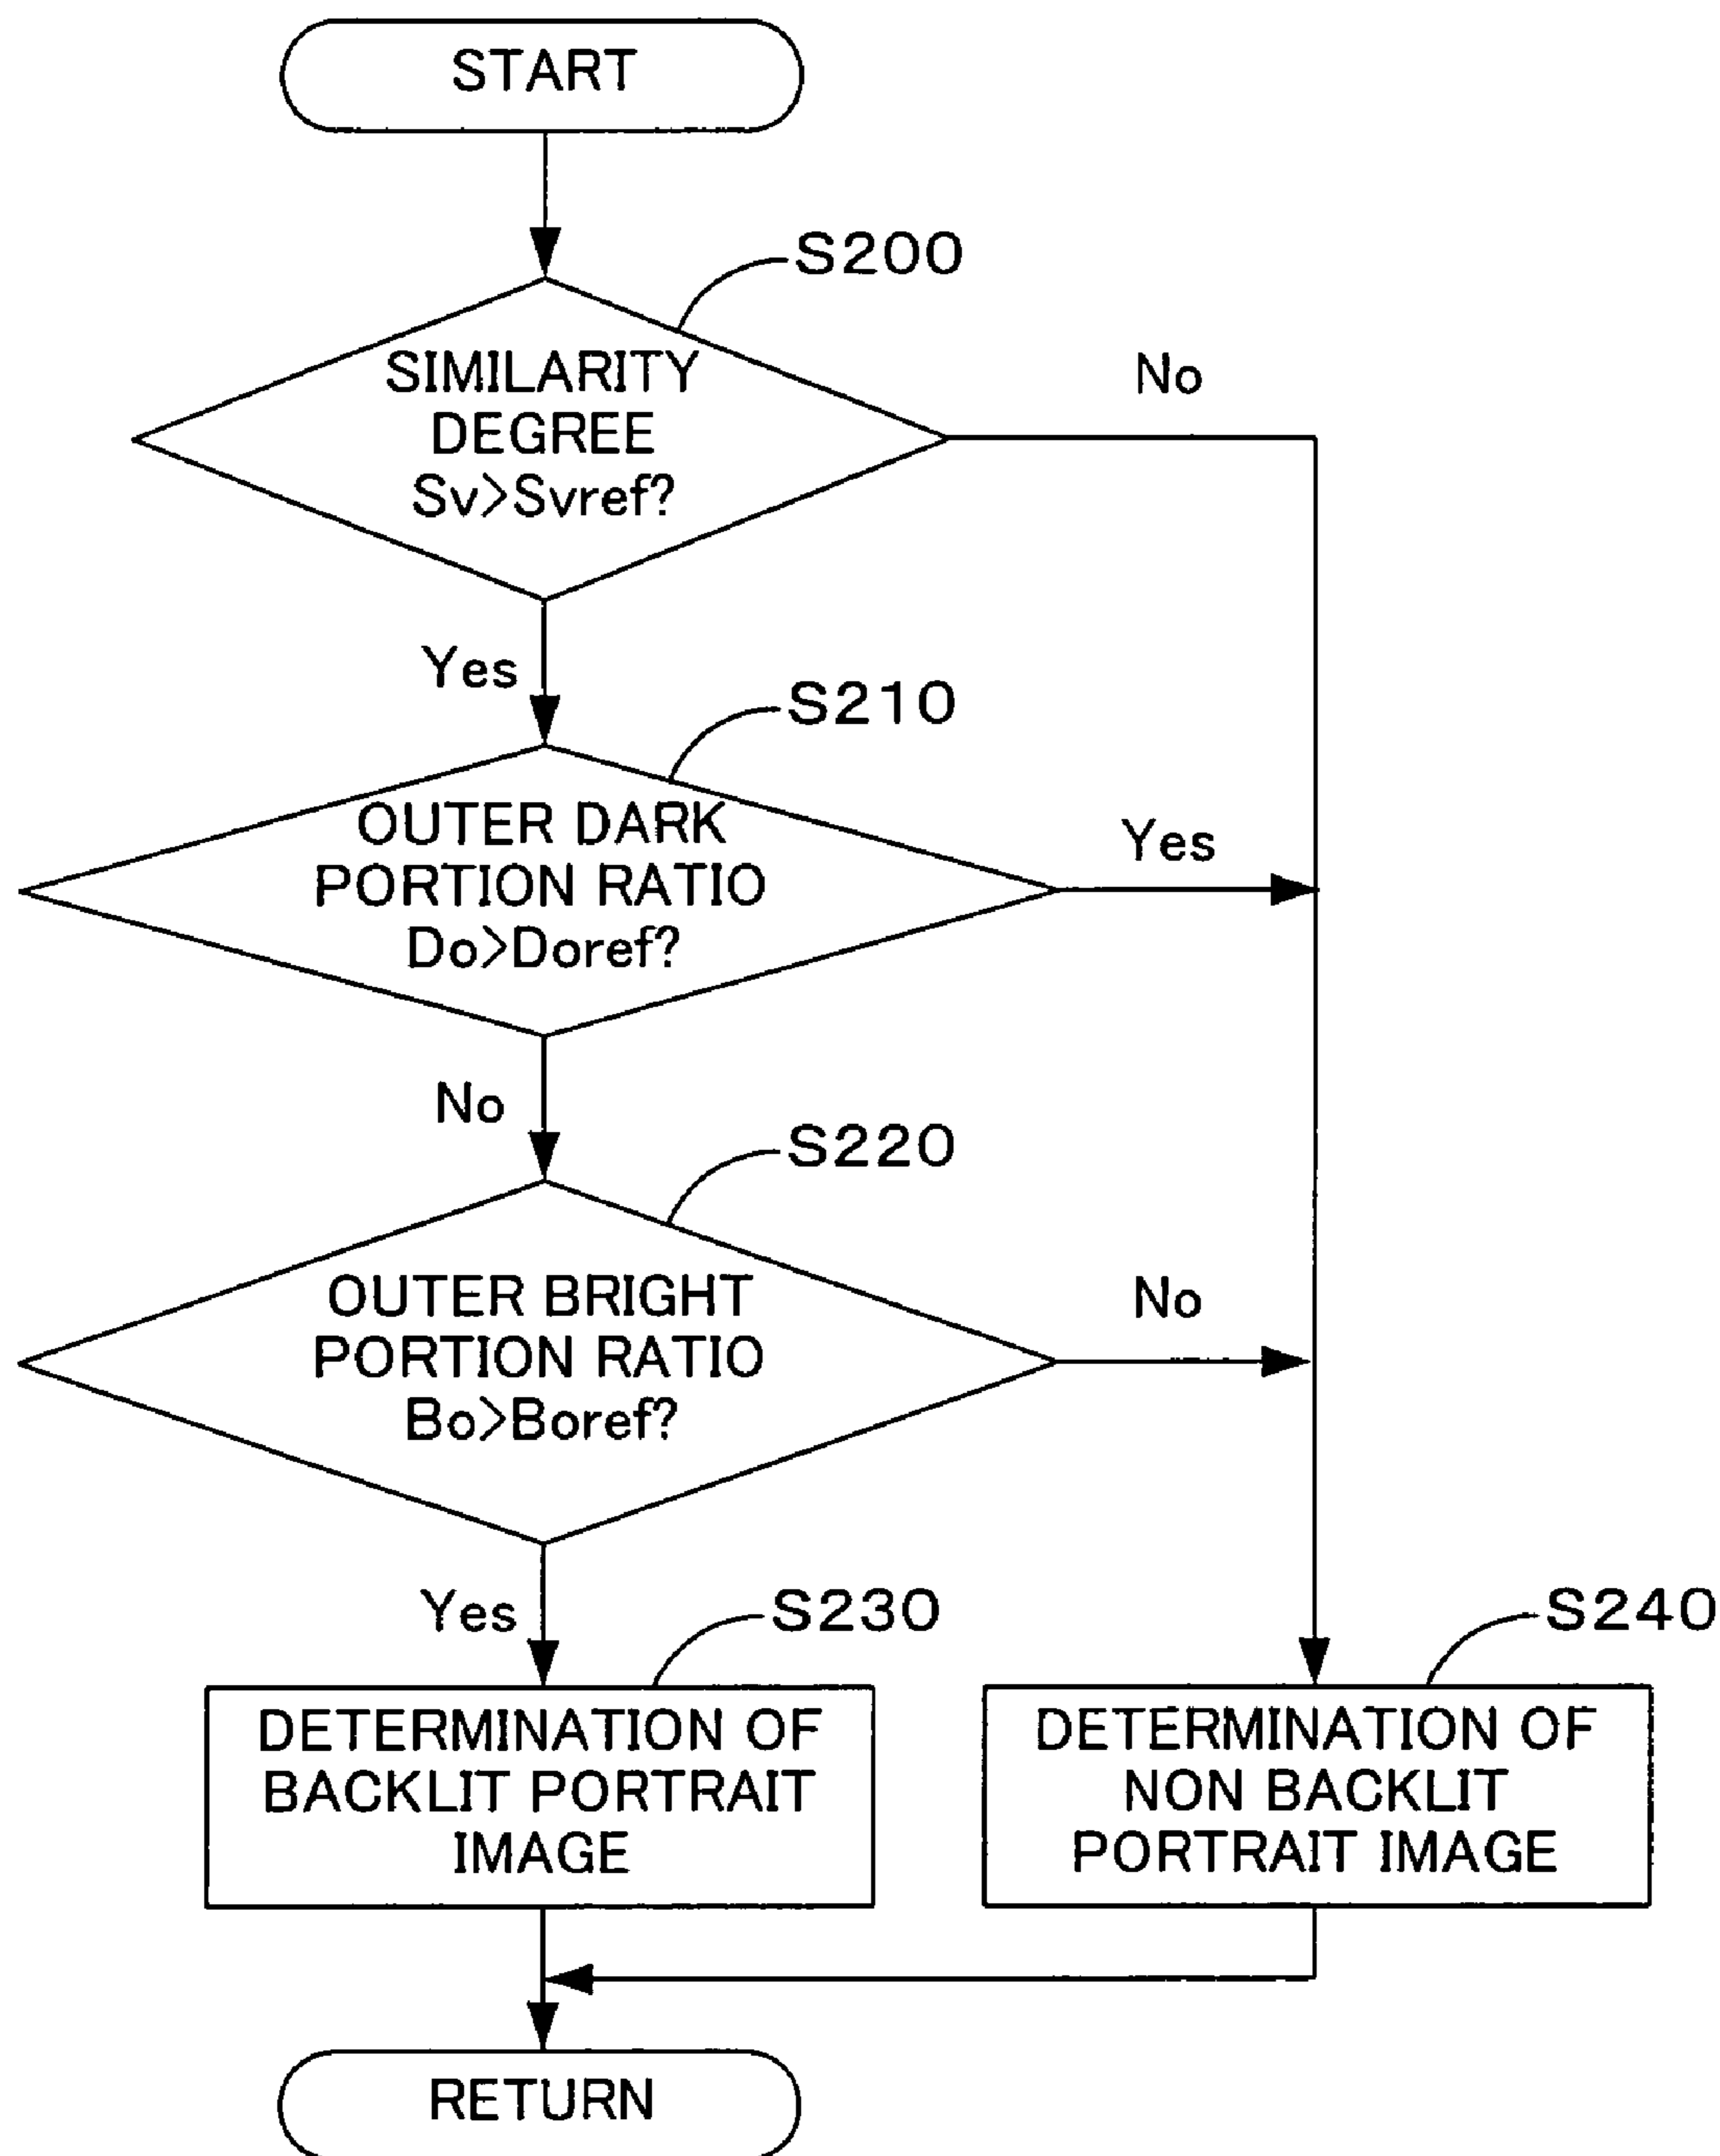 START
S200
SIMILARITY
DEGREE
Sv>Svref?
No
Yes
S210
OUTER DARK
PORTION RATIO
Do>Doref?
Yes
No
S220
OUTER BRIGHT
PORTION RATIO
Bo>Boref?
No
Yes
S230
S240
DETERMINATION OF
BACKLIT PORTRAIT
IMAGE
DETERMINATION OF
NON BACKLIT
PORTRAIT IMAGE
RETURN